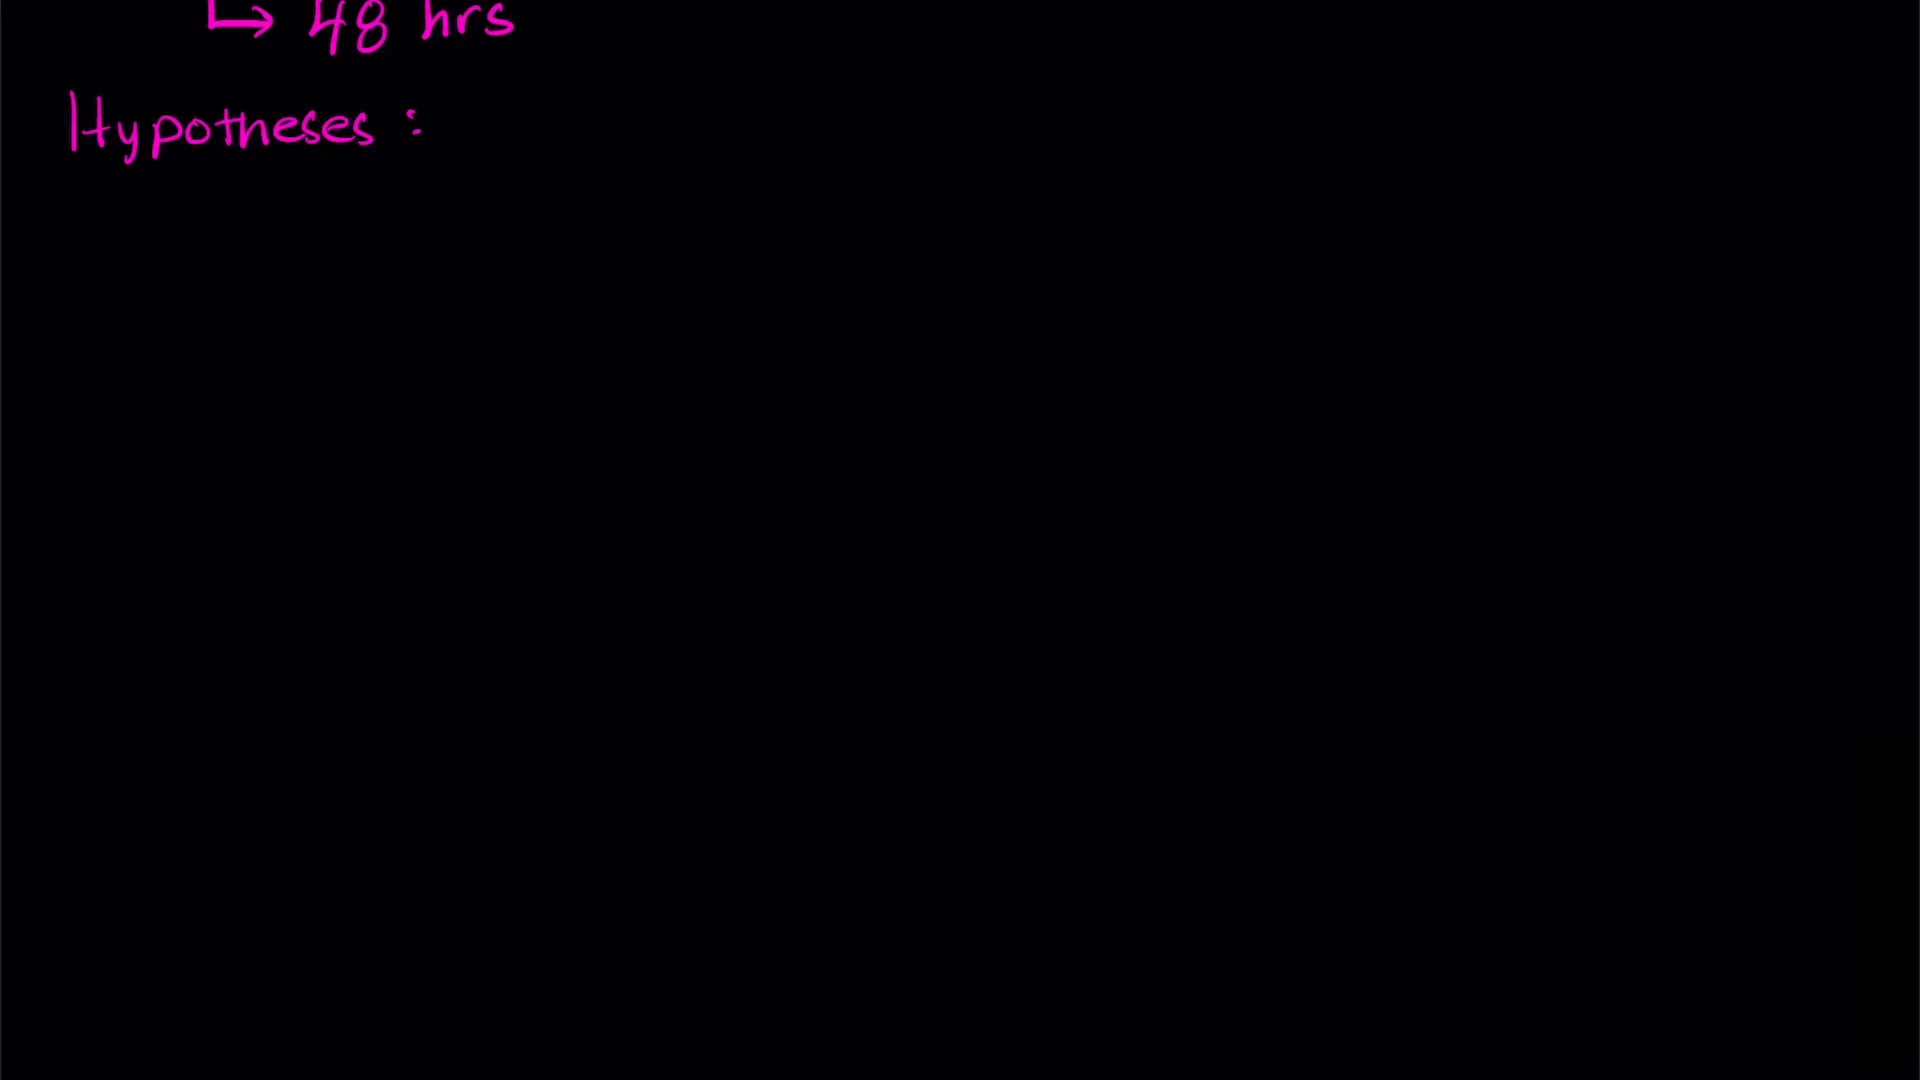 ↳ 48 hrs
Hypotheses :